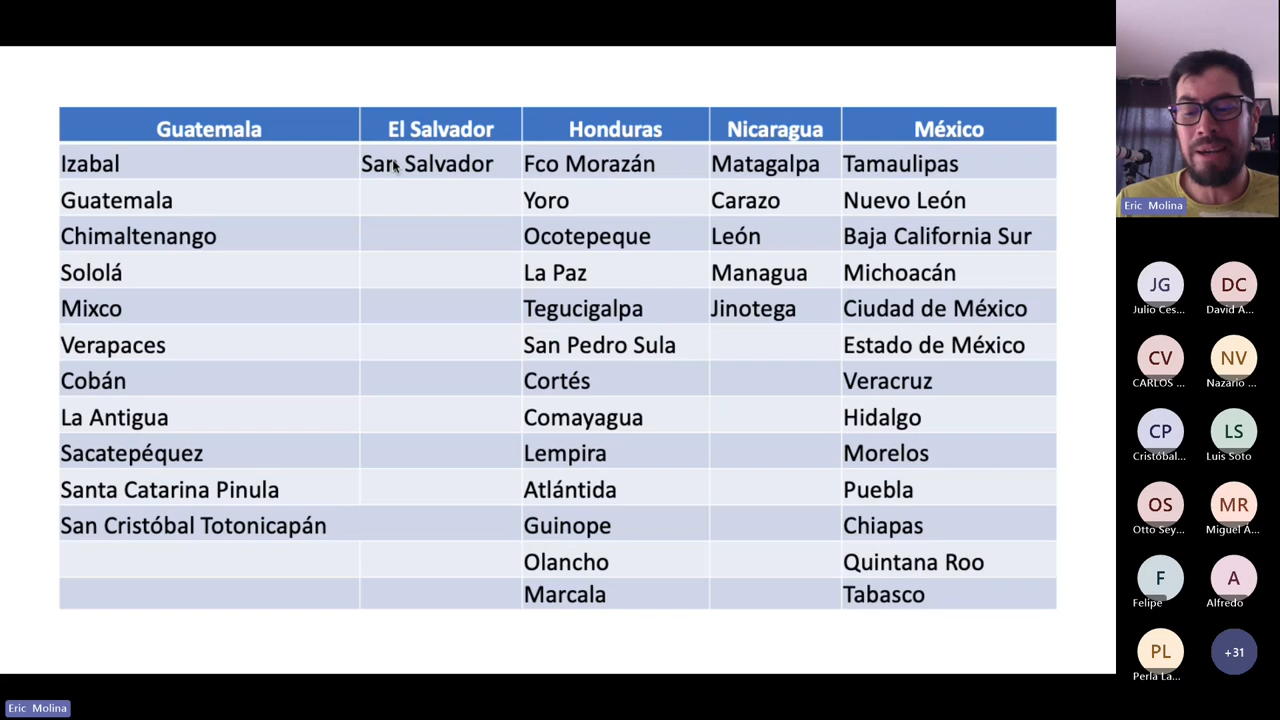 Guatemala El Salvador Honduras Nicaragua México
Izabal San Salvador Fco Morazán Matagalpa Tamaulipas
Guatemala Yoro Carazo Nuevo León
Chimaltenango Ocotepeque León Baja California Sur
Sololá La Paz Managua Michoacán
Mixco Tegucigalpa Jinotega Ciudad de México
Verapaces San Pedro Sula Estado de México
Cobán Cortés Veracruz
La Antigua Comayagua Hidalgo
Sacatepéquez Lempira Morelos
Santa Catarina Pinula Atlántida Puebla
San Cristóbal Totonicapán Guinope Chiapas
Olancho Quintana Roo
Marcala Tabasco
Eric Molina
JG DC
Julio Ces... David A...
CV NV
CARLOS ... Nazario ...
CP LS
Cristóbal... Luis Soto
OS MR
Otto Sey... Miguel Á...
F A
Felipe Alfredo
PL +31
Perla La...
Eric Molina